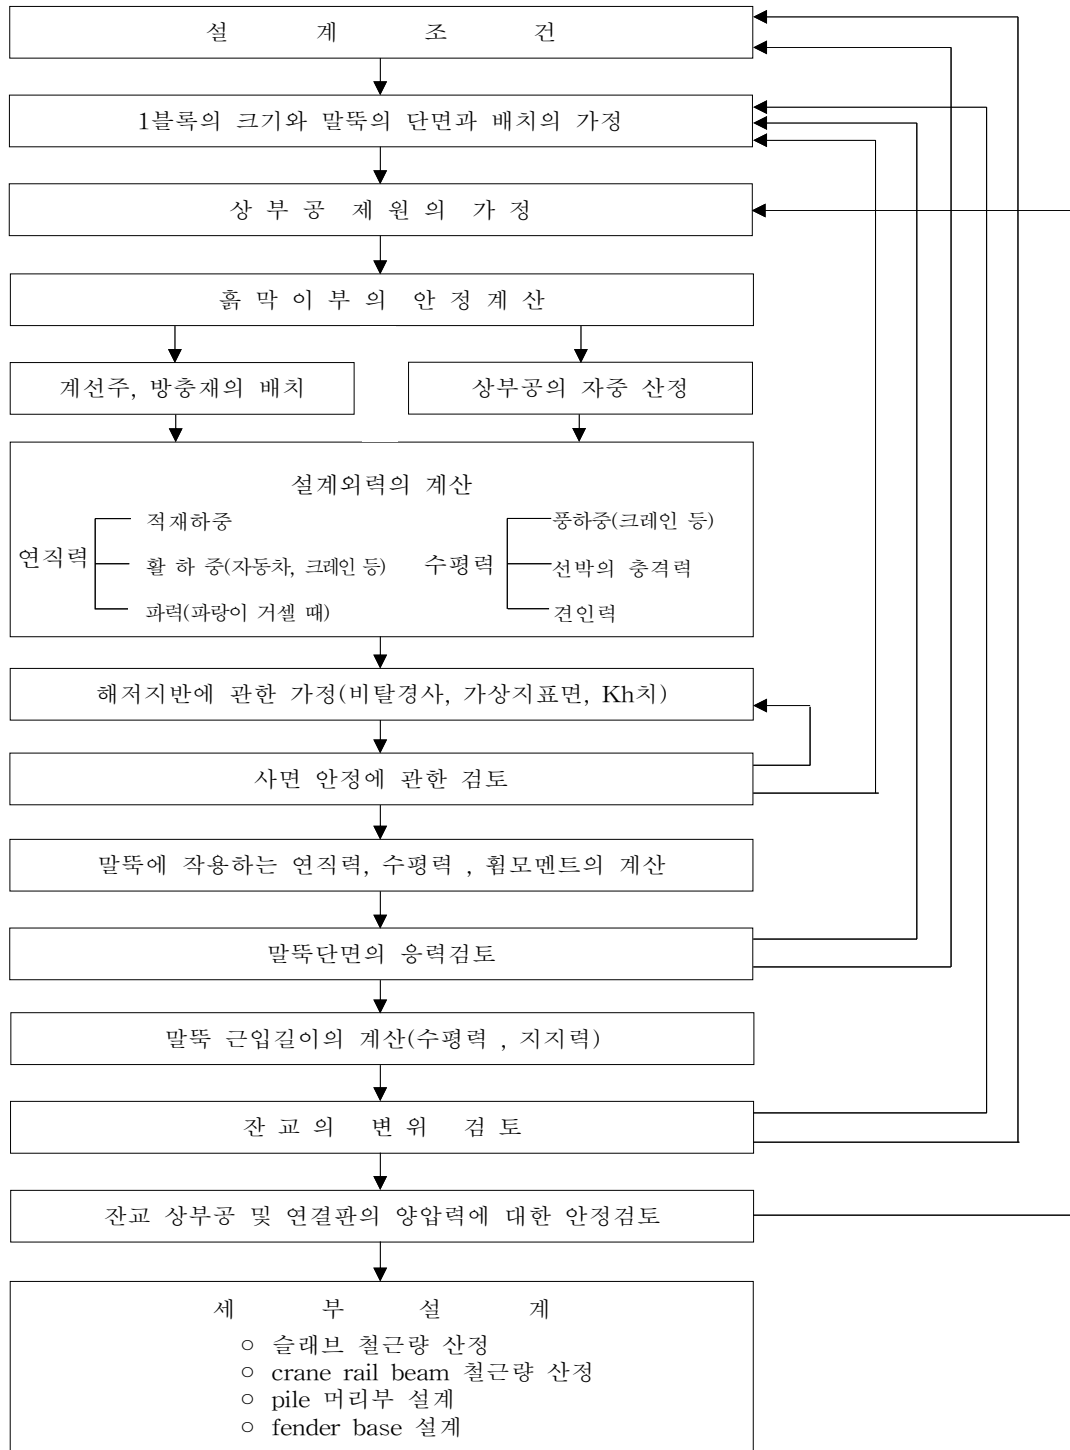 설 계 조 건
1블록의 크기와 말뚝의 단면과 배치의 가정
상 부 공 제 원 의 가 정
흙 막 이 부 의 안 정 계 산
계선주, 방충재의 배치
상부공의 자중 산정
설계외력의 계산
연직력
적재하중
활 하 중(자동차, 크레인 등)
파력(파랑이 거셀 때)
수평력
풍하중(크레인 등)
선박의 충격력
견인력
해저지반에 관한 가정(비탈경사, 가상지표면, Kh치)
사면 안정에 관한 검토
말뚝에 작용하는 연직력, 수평력 , 휨모멘트의 계산
말뚝단면의 응력검토
말뚝 근입길이의 계산(수평력 , 지지력)
잔 교 의 변 위 검 토
잔교 상부공 및 연결판의 양압력에 대한 안정검토
세 부 설 계
○ 슬래브 철근량 산정
○ crane rail beam 철근량 산정
○ pile 머리부 설계
○ fender base 설계